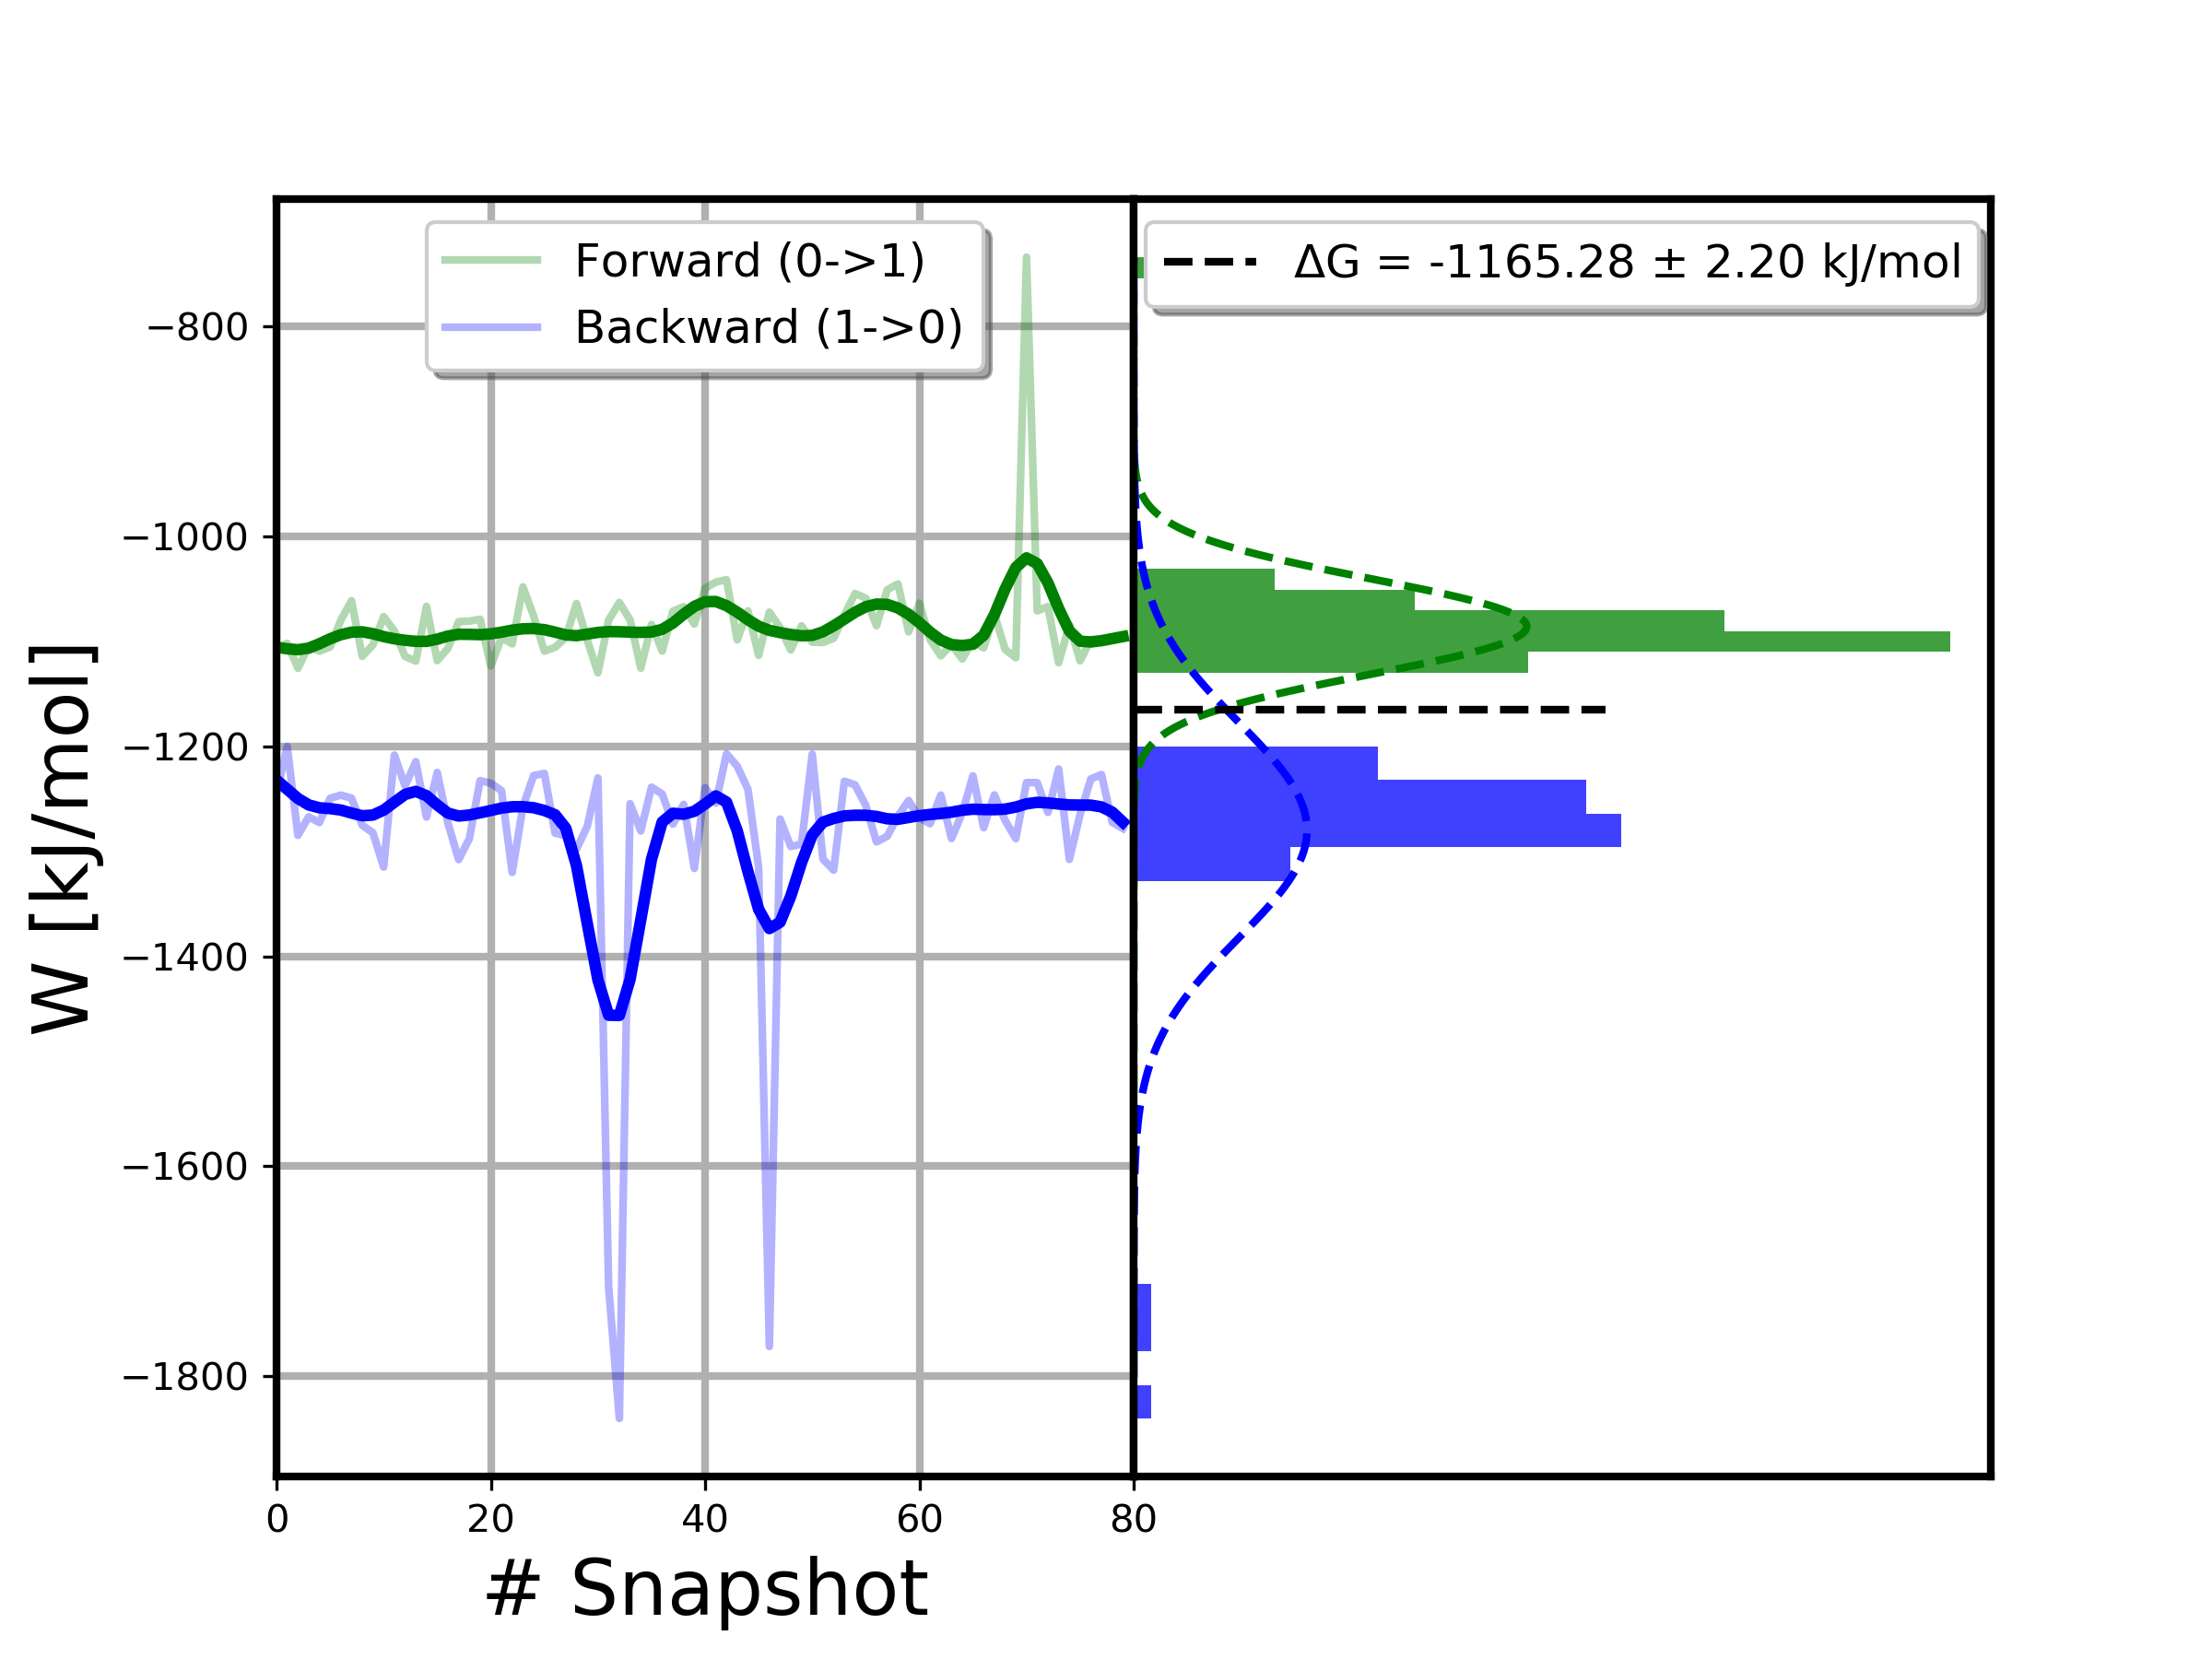 Forward (0->1)
Backward (1->0)
ΔG = -1165.28 ± 2.20 kJ/mol
W [kJ/mol]
−800
−1000
−1200
−1400
−1600
−1800
0 20 40 60 80
# Snapshot